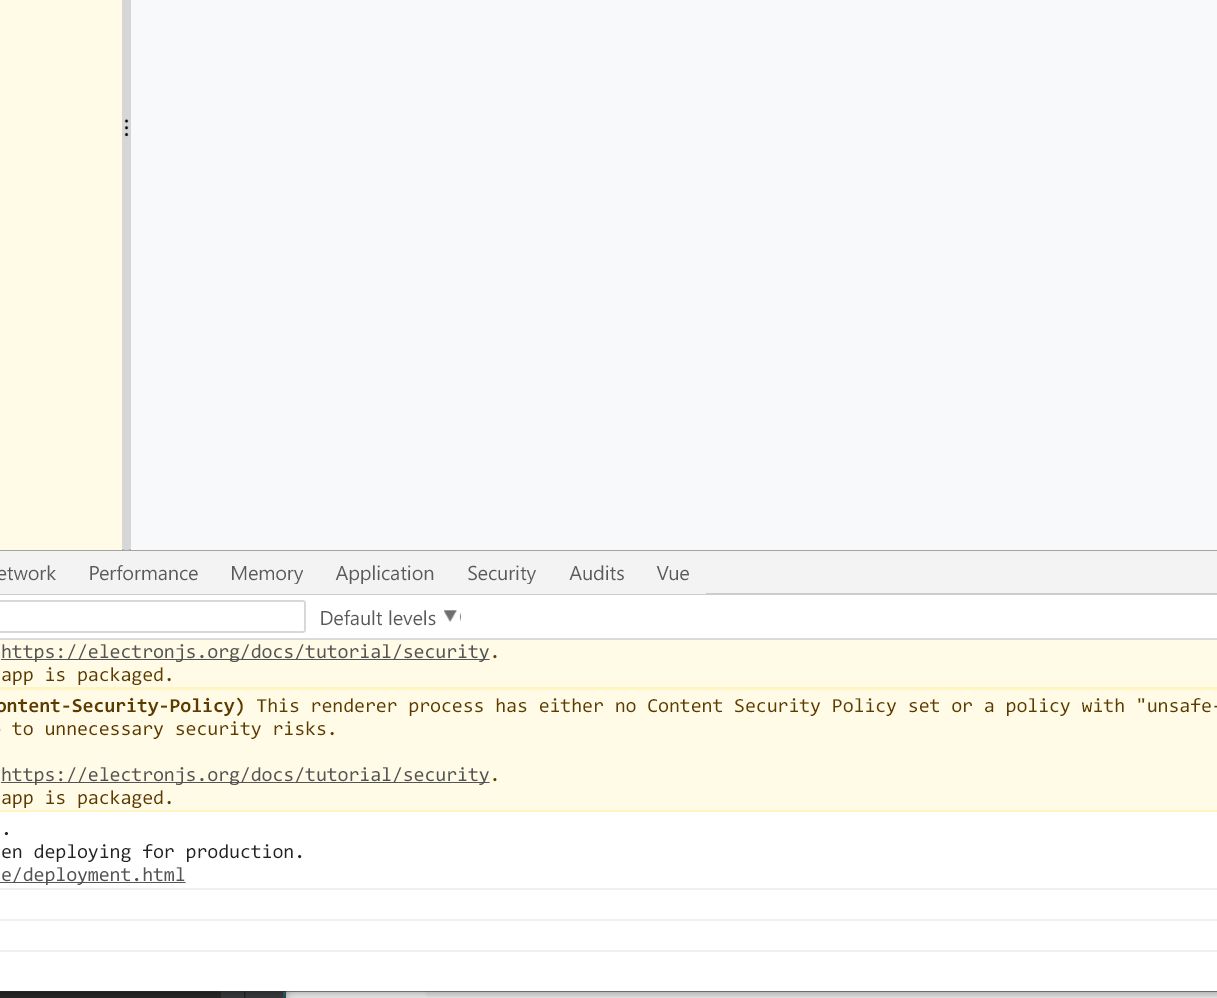 etwork Performance Memory Application Security Audits Vue
Default levels ▼
https://electronjs.org/docs/tutorial/security.
app is packaged.
ontent-Security-Policy) This renderer process has either no Content Security Policy set or a policy with "unsafe-
to unnecessary security risks.
https://electronjs.org/docs/tutorial/security.
app is packaged.
.
en deploying for production.
e/deployment.html